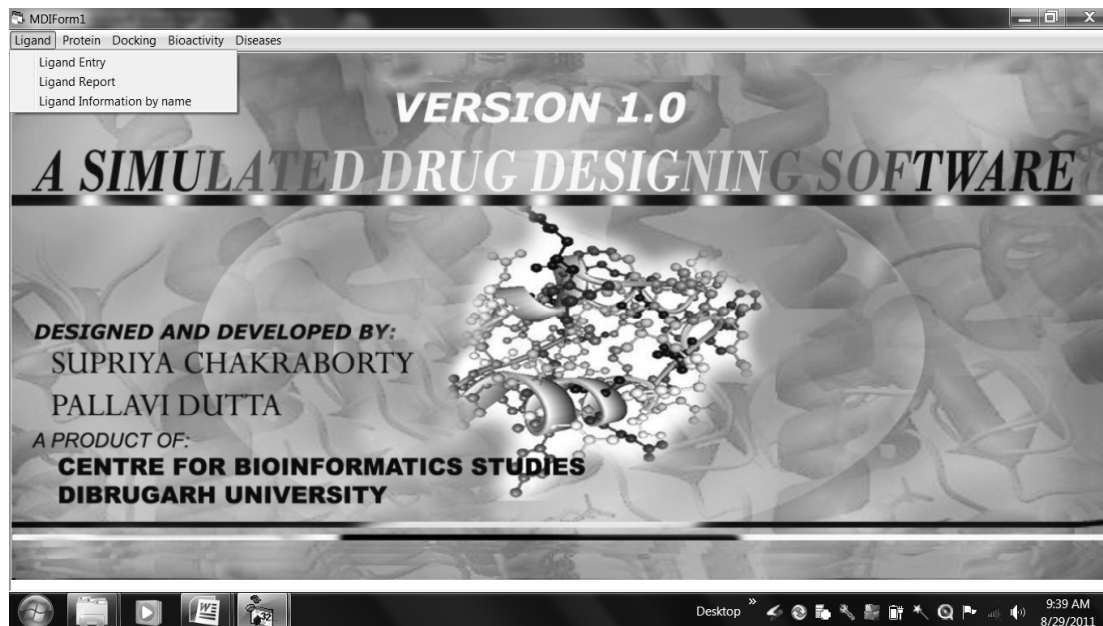 MDIForm1
Ligand Protein Docking Bioactivity Diseases
Ligand Entry
Ligand Report
Ligand Information by name
VERSION 1.0
A SIMULATED DRUG DESIGNING SOFTWARE
DESIGNED AND DEVELOPED BY:
SUPRIYA CHAKRABORTY
PALLAVI DUTTA
A PRODUCT OF:
CENTRE FOR BIOINFORMATICS STUDIES
DIBRUGARH UNIVERSITY
Desktop
9:39 AM
8/29/2011